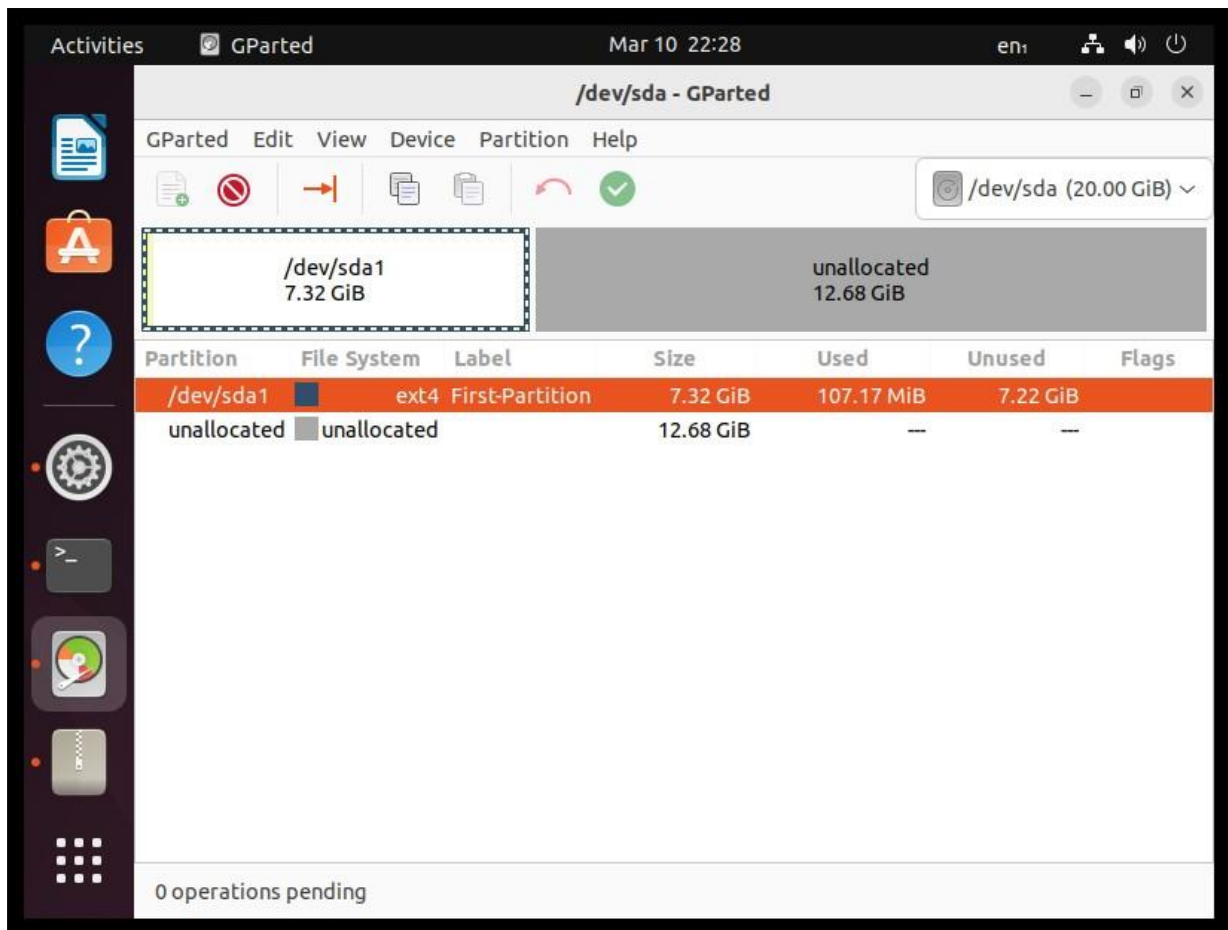 Activities GParted Mar 10 22:28 en₁
/dev/sda - GParted
GParted Edit View Device Partition Help
/dev/sda (20.00 GiB)
/dev/sda1
7.32 GiB
unallocated
12.68 GiB
Partition File System Label Size Used Unused Flags
/dev/sda1 ext4 First-Partition 7.32 GiB 107.17 MiB 7.22 GiB
unallocated unallocated 12.68 GiB --- ---
0 operations pending